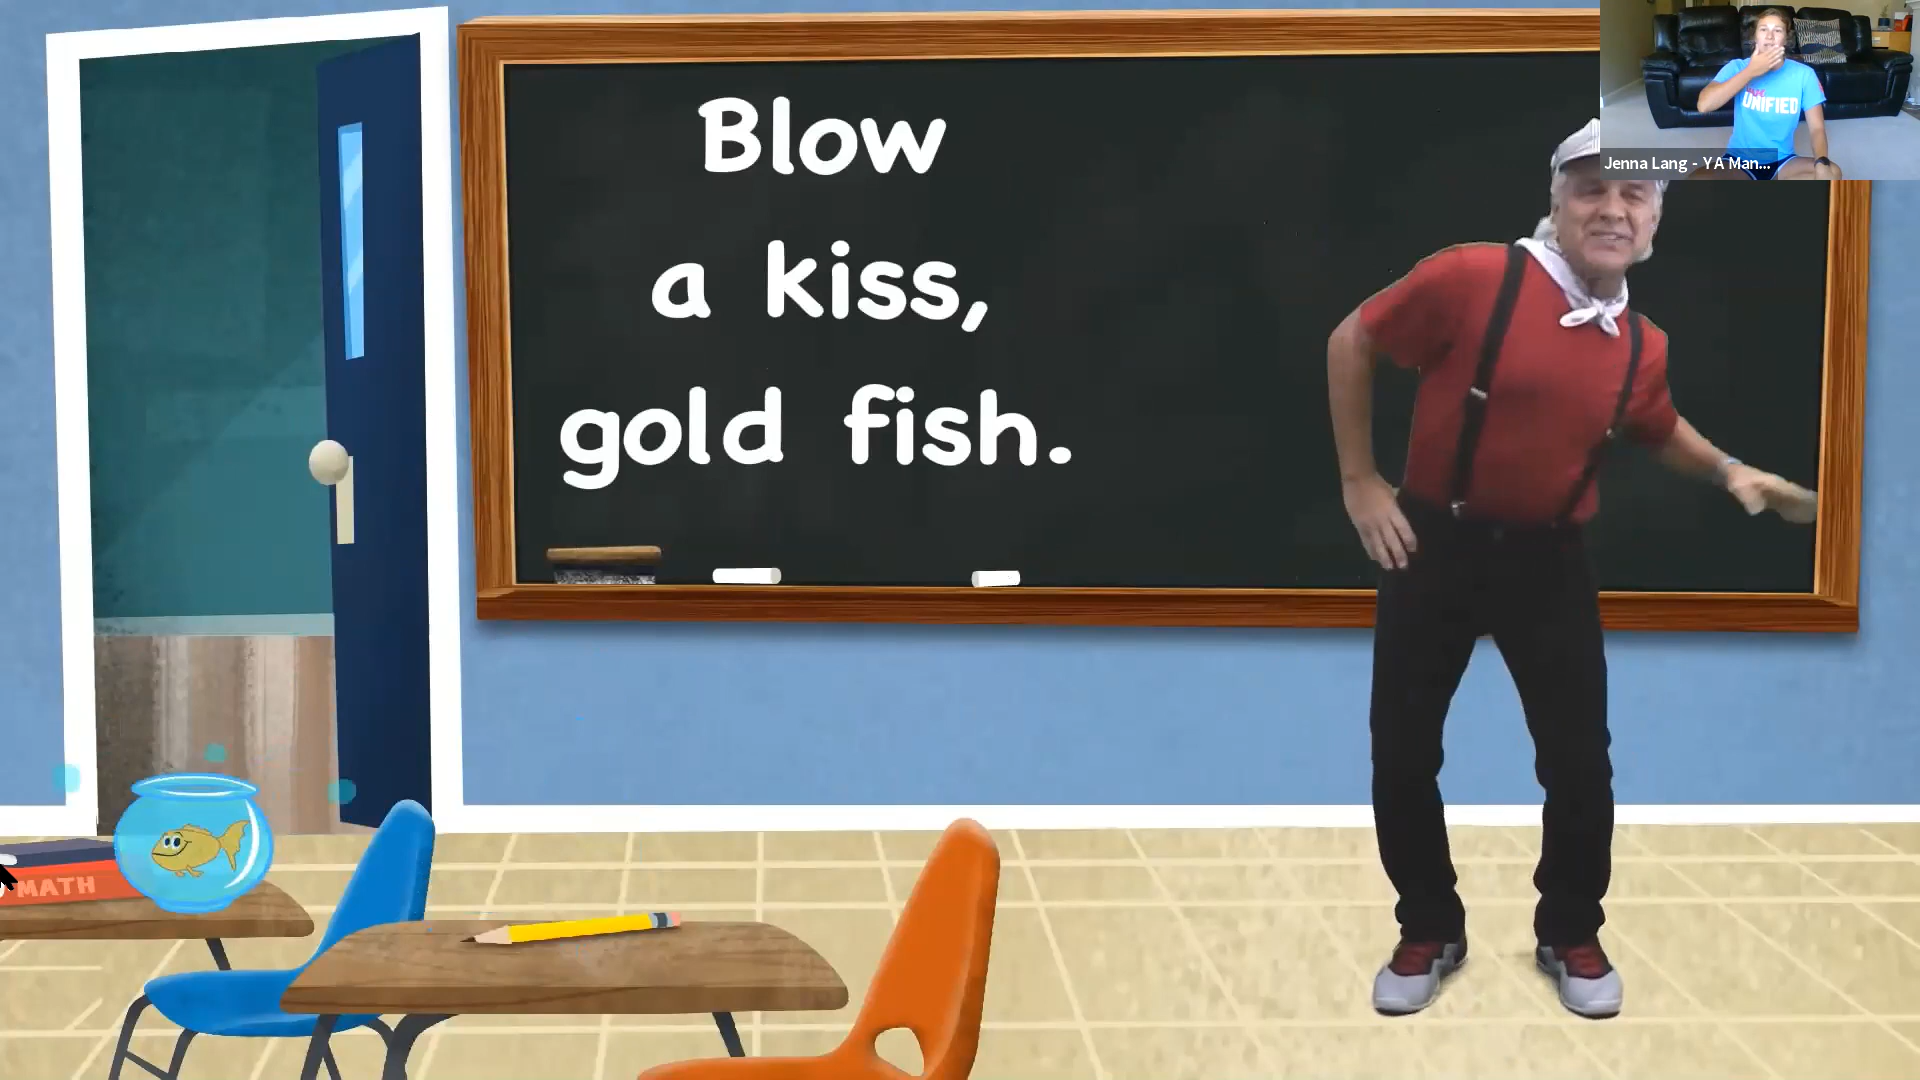 Blow
a kiss,
gold fish.
Jenna Lang - YA Man...
UNIFIED
MATH